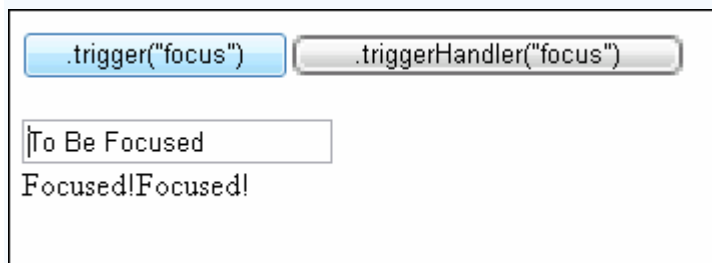 .trigger("focus") .triggerHandler("focus")
To Be Focused
Focused!Focused!